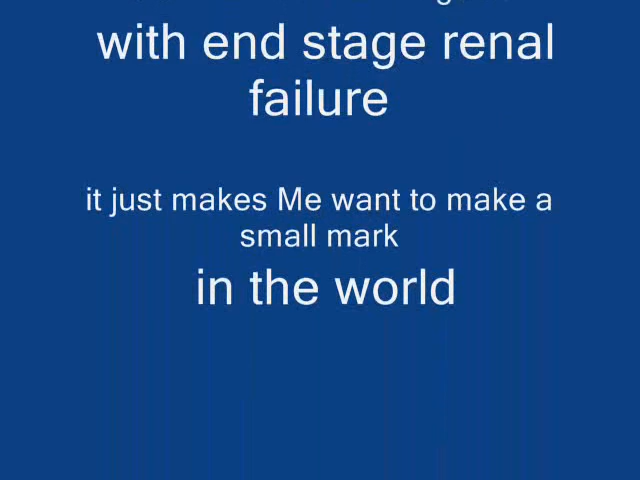 with end stage renal
failure
it just makes Me want to make a
small mark
in the world